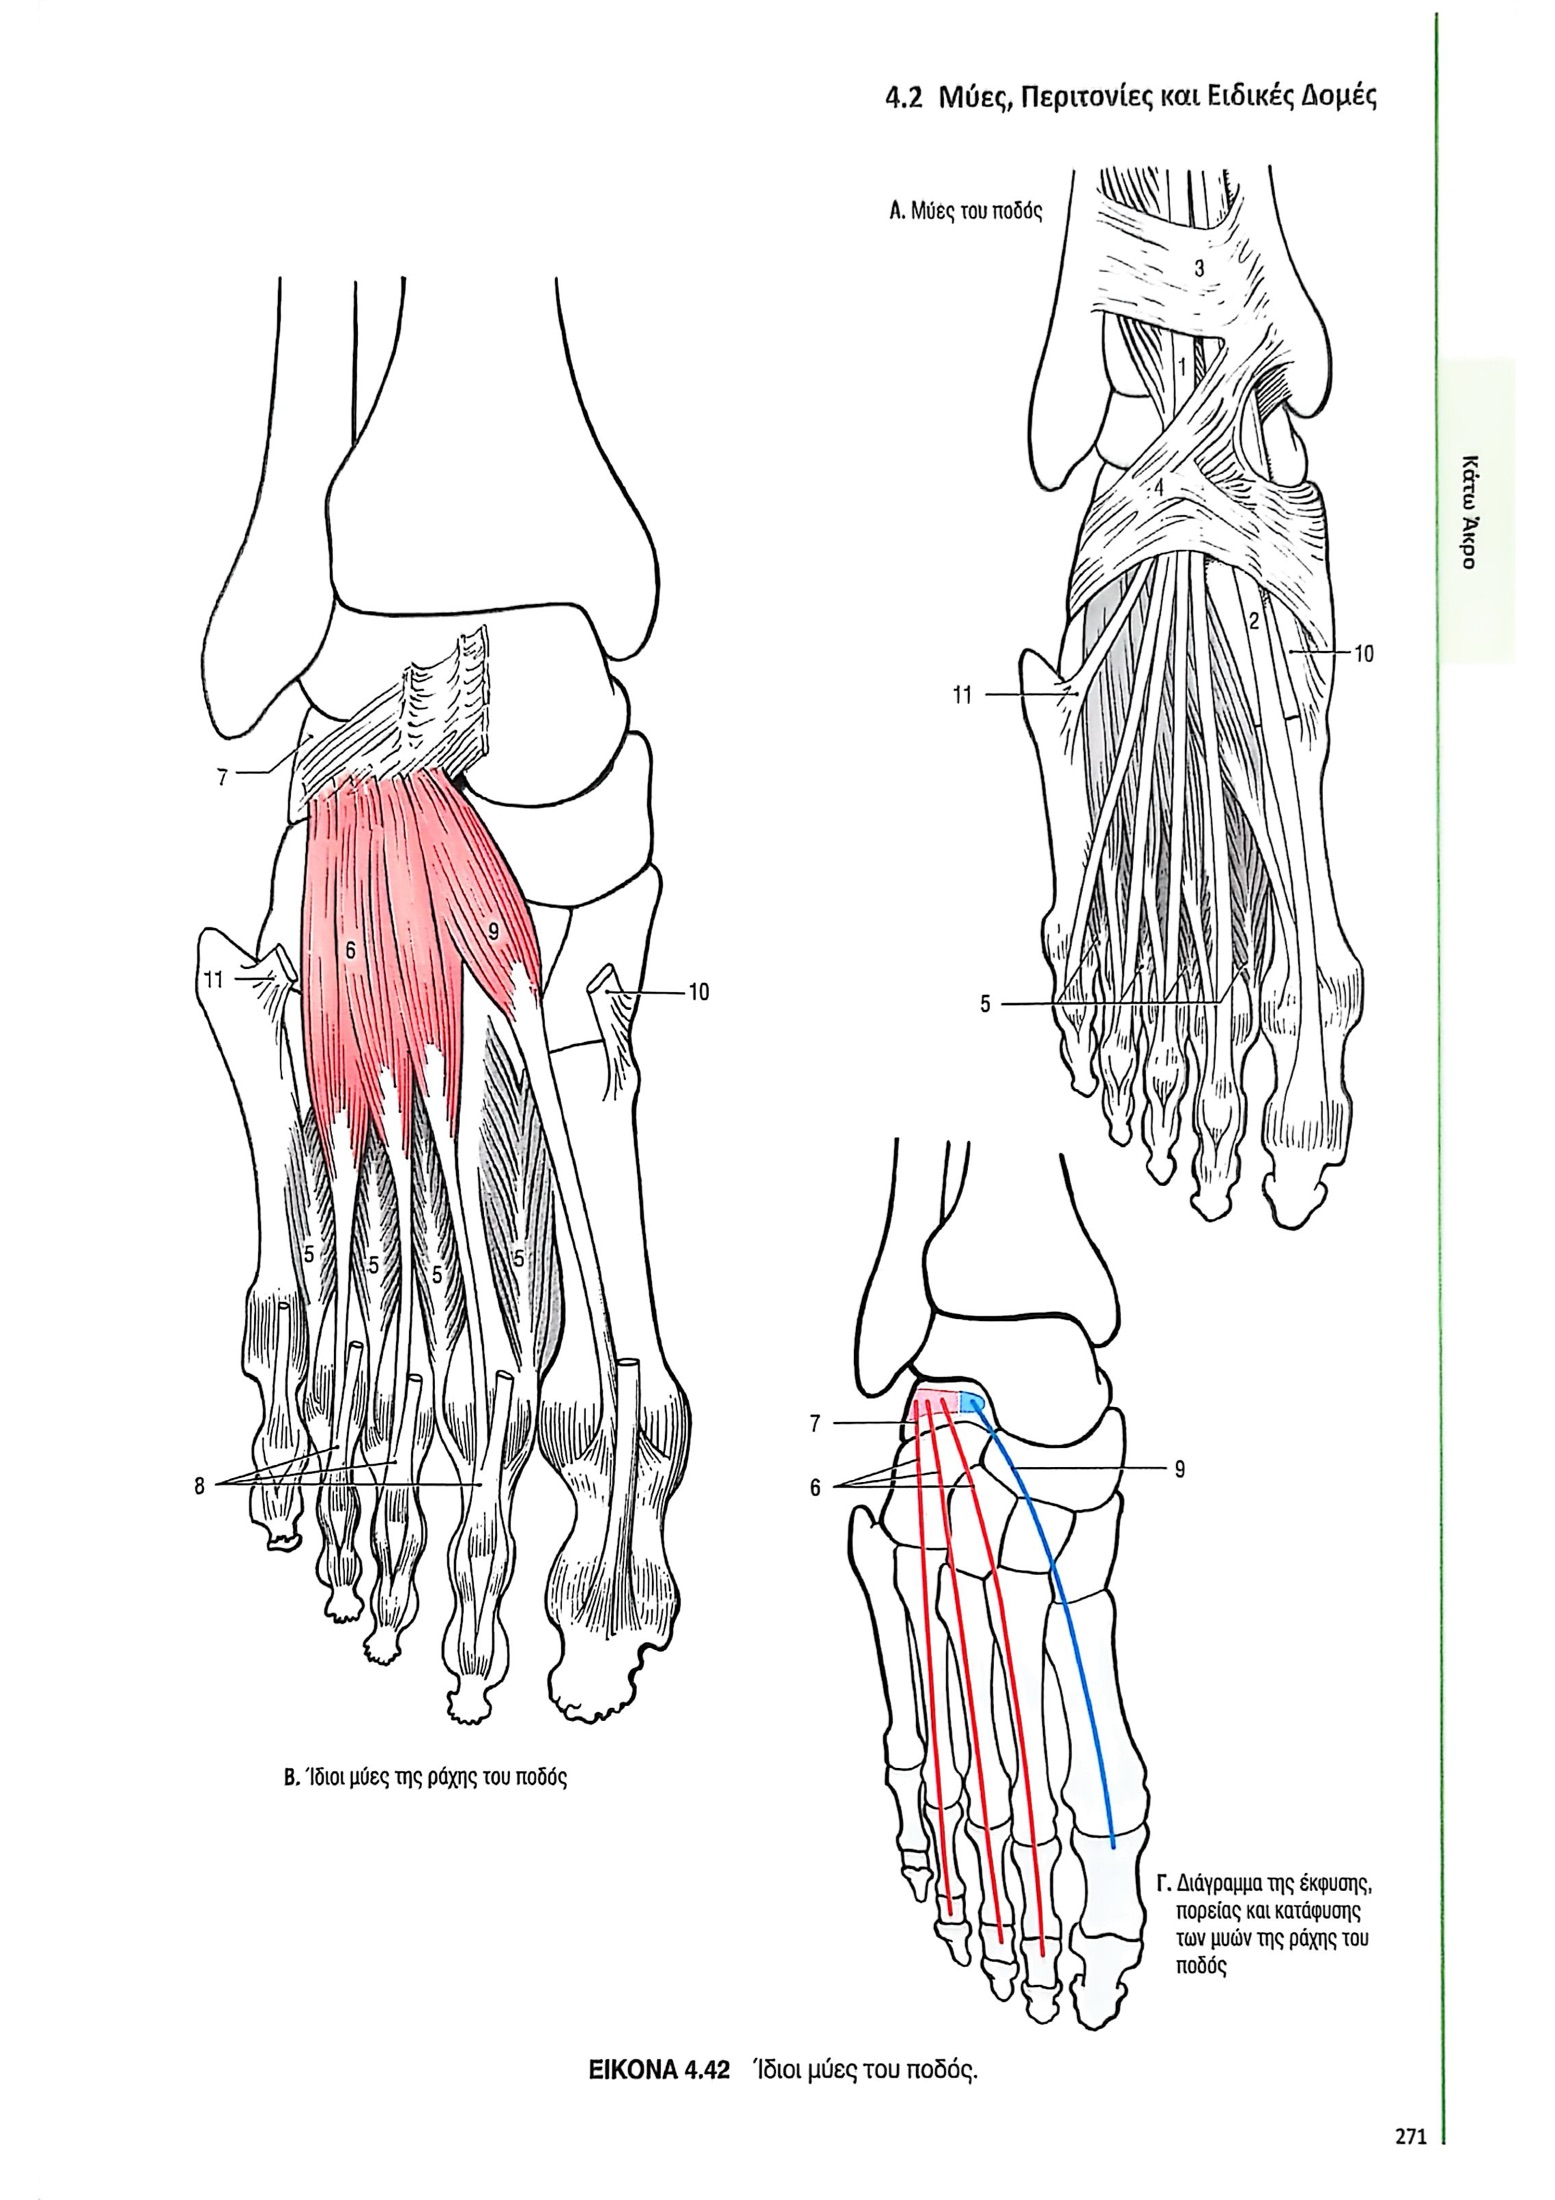 4.2 Μύες, Περιτονίες και Ειδικές Δομές
Κάτω Άκρο
Α. Μύες του ποδός
3
1
4
2
10
11
5
7
6
9
11
10
5
5
5
5
8
Β. Ίδιοι μύες της ράχης του ποδός
7
6
9
Γ. Διάγραμμα της έκφυσης,
πορείας και κατάφυσης
των μυών της ράχης του
ποδός
ΕΙΚΟΝΑ 4.42 Ίδιοι μύες του ποδός.
271